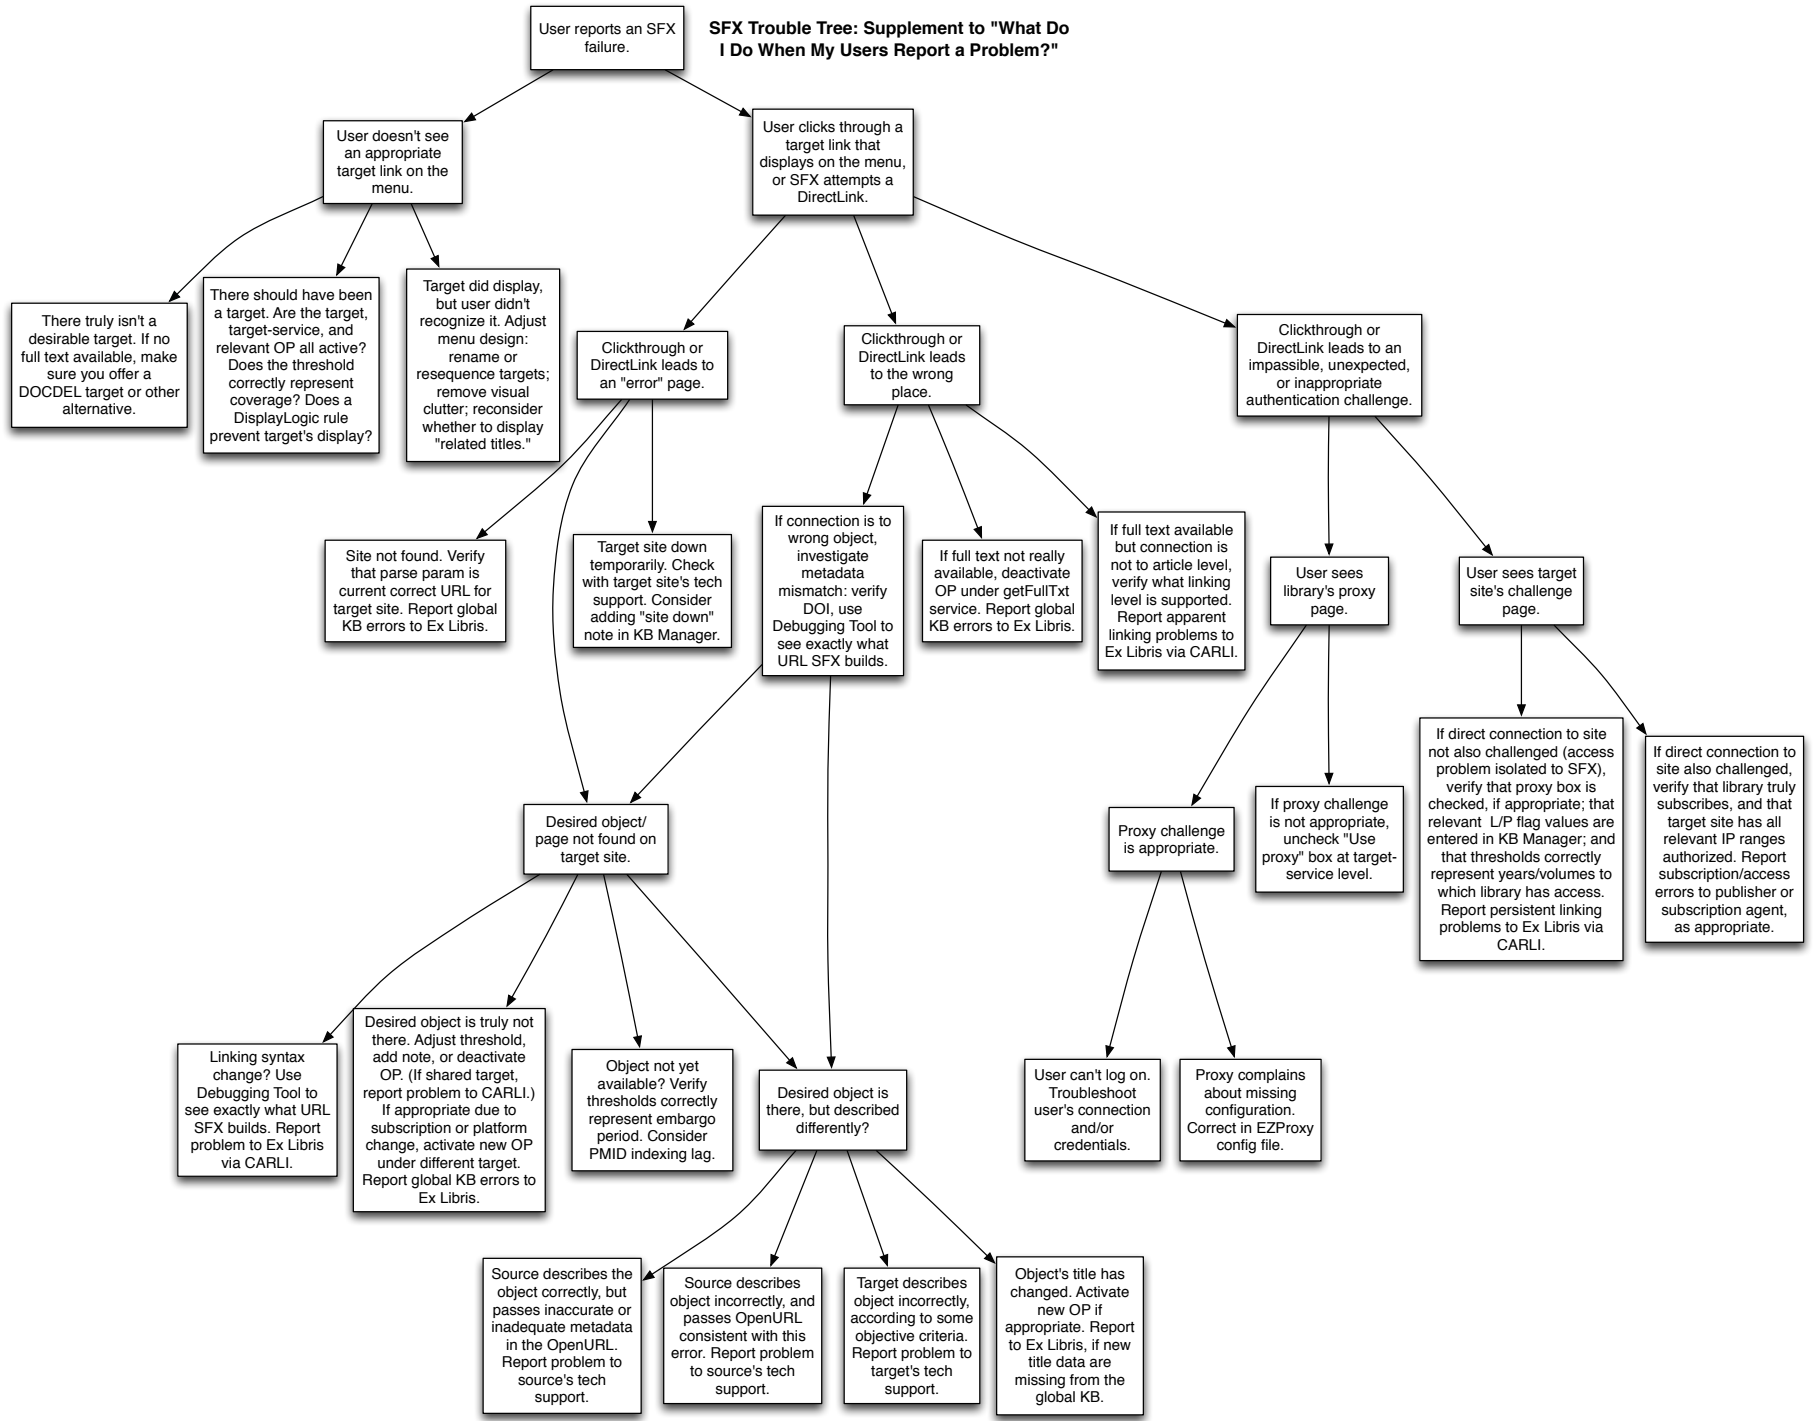 User reports an SFX
failure.
SFX Trouble Tree: Supplement to "What Do
I Do When My Users Report a Problem?"
User doesn't see
an appropriate
target link on the
menu.
User clicks through a
target link that
displays on the menu,
or SFX attempts a
DirectLink.
There truly isn't a
desirable target. If no
full text available, make
sure you offer a
DOCDEL target or other
alternative.
There should have been
a target. Are the target,
target-service, and
relevant OP all active?
Does the threshold
correctly represent
coverage? Does a
DisplayLogic rule
prevent target's display?
Target did display,
but user didn't
recognize it. Adjust
menu design:
rename or
resequence targets;
remove visual
clutter; reconsider
whether to display
"related titles."
Clickthrough or
DirectLink leads to
an "error" page.
Clickthrough or
DirectLink leads
to the wrong
place.
Clickthrough or
DirectLink leads to an
impassible, unexpected,
or inappropriate
authentication challenge.
Site not found. Verify
that parse param is
current correct URL for
target site. Report global
KB errors to Ex Libris.
Target site down
temporarily. Check
with target site's tech
support. Consider
adding "site down"
note in KB Manager.
If connection is to
wrong object,
investigate
metadata
mismatch: verify
DOI, use
Debugging Tool to
see exactly what
URL SFX builds.
If full text not really
available, deactivate
OP under getFullTxt
service. Report global
KB errors to Ex Libris.
If full text available
but connection is
not to article level,
verify what linking
level is supported.
Report apparent
linking problems to
Ex Libris via CARLI.
User sees
library's proxy
page.
User sees target
site's challenge
page.
Desired object/
page not found on
target site.
Proxy challenge
is appropriate.
If proxy challenge
is not appropriate,
uncheck "Use
proxy" box at target-
service level.
If direct connection to site
not also challenged (access
problem isolated to SFX),
verify that proxy box is
checked, if appropriate; that
relevant L/P flag values are
entered in KB Manager; and
that thresholds correctly
represent years/volumes to
which library has access.
Report persistent linking
problems to Ex Libris via
CARLI.
If direct connection to
site also challenged,
verify that library truly
subscribes, and that
target site has all
relevant IP ranges
authorized. Report
subscription/access
errors to publisher or
subscription agent,
as appropriate.
Linking syntax
change? Use
Debugging Tool to
see exactly what URL
SFX builds. Report
problem to Ex Libris
via CARLI.
Desired object is truly not
there. Adjust threshold,
add note, or deactivate
OP. (If shared target,
report problem to CARLI.)
If appropriate due to
subscription or platform
change, activate new OP
under different target.
Report global KB errors to
Ex Libris.
Object not yet
available? Verify
thresholds correctly
represent embargo
period. Consider
PMID indexing lag.
Desired object is
there, but described
differently?
User can't log on.
Troubleshoot
user's connection
and/or
credentials.
Proxy complains
about missing
configuration.
Correct in EZProxy
config file.
Source describes the
object correctly, but
passes inaccurate or
inadequate metadata
in the OpenURL.
Report problem to
source's tech
support.
Source describes
object incorrectly, and
passes OpenURL
consistent with this
error. Report problem
to source's tech
support.
Target describes
object incorrectly,
according to some
objective criteria.
Report problem to
target's tech
support.
Object's title has
changed. Activate
new OP if
appropriate. Report
to Ex Libris, if new
title data are
missing from the
global KB.